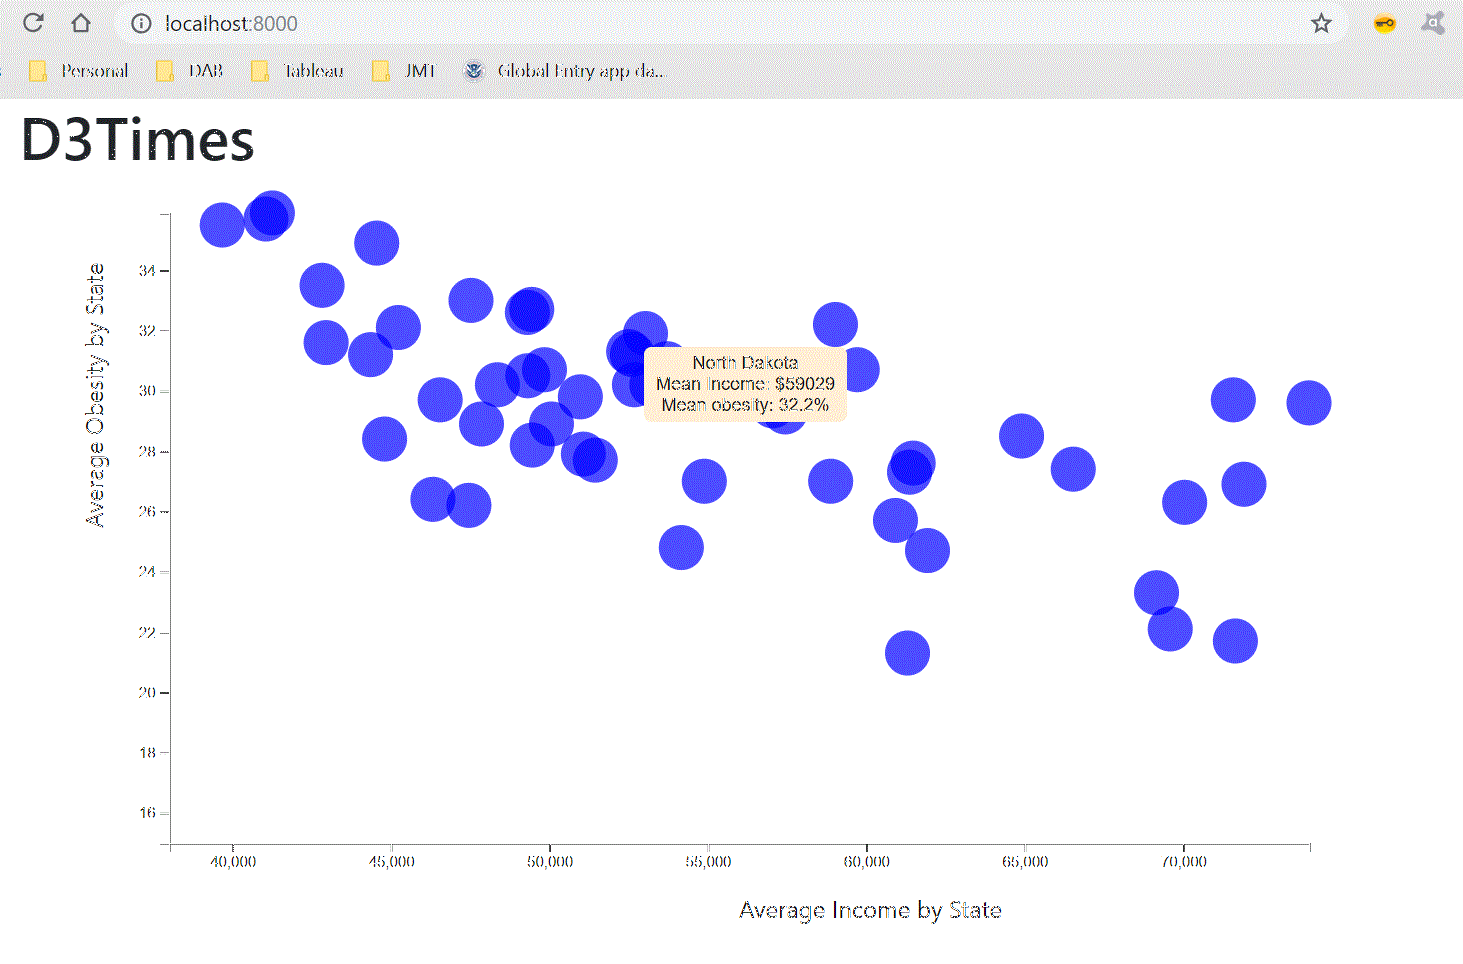 localhost:8000
Personal DAB Tableau JMT Global Entry app da...
D3Times
Average Obesity by State
34
32
30
28
26
24
22
20
18
16
North Dakota
Mean Income: $59029
Mean obesity: 32.2%
40,000 45,000 50,000 55,000 60,000 65,000 70,000
Average Income by State